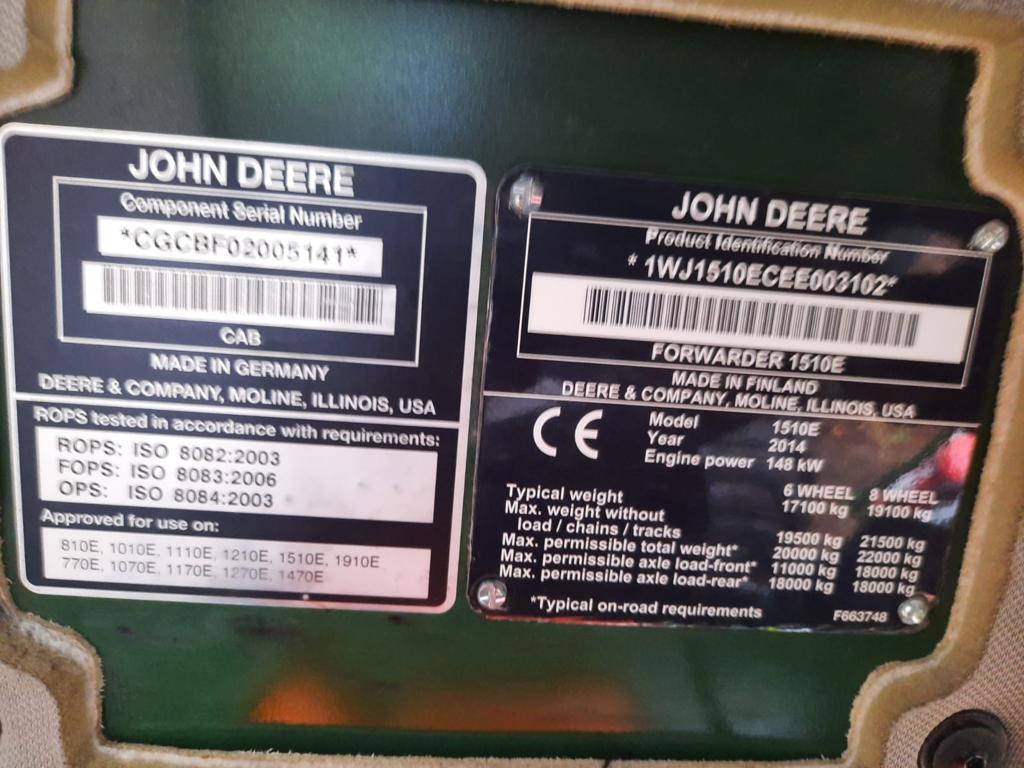 JOHN DEERE
Component Serial Number
*CGCBF02005141*
CAB
MADE IN GERMANY
DEERE & COMPANY, MOLINE, ILLINOIS, USA
ROPS tested in accordance with requirements:
ROPS: ISO 8082:2003
FOPS: ISO 8083:2006
OPS: ISO 8084:2003
Approved for use on:
810E, 1010E, 1110E, 1210E, 1510E, 1910E
770E, 1070E, 1170E, 1270E, 1470E
JOHN DEERE
Product Identification Number
* 1WJ1510ECEE003102*
FORWARDER 1510E
MADE IN FINLAND
DEERE & COMPANY, MOLINE, ILLINOIS, USA
CE
Model 1510E
Year 2014
Engine power 148 kW
6 WHEEL 8 WHEEL
Typical weight 17100 kg 19100 kg
Max. weight without
load / chains / tracks 19500 kg 21500 kg
Max. permissible total weight* 20000 kg 22000 kg
Max. permissible axle load-front* 11000 kg 18000 kg
Max. permissible axle load-rear* 18000 kg 18000 kg
*Typical on-road requirements
F663748